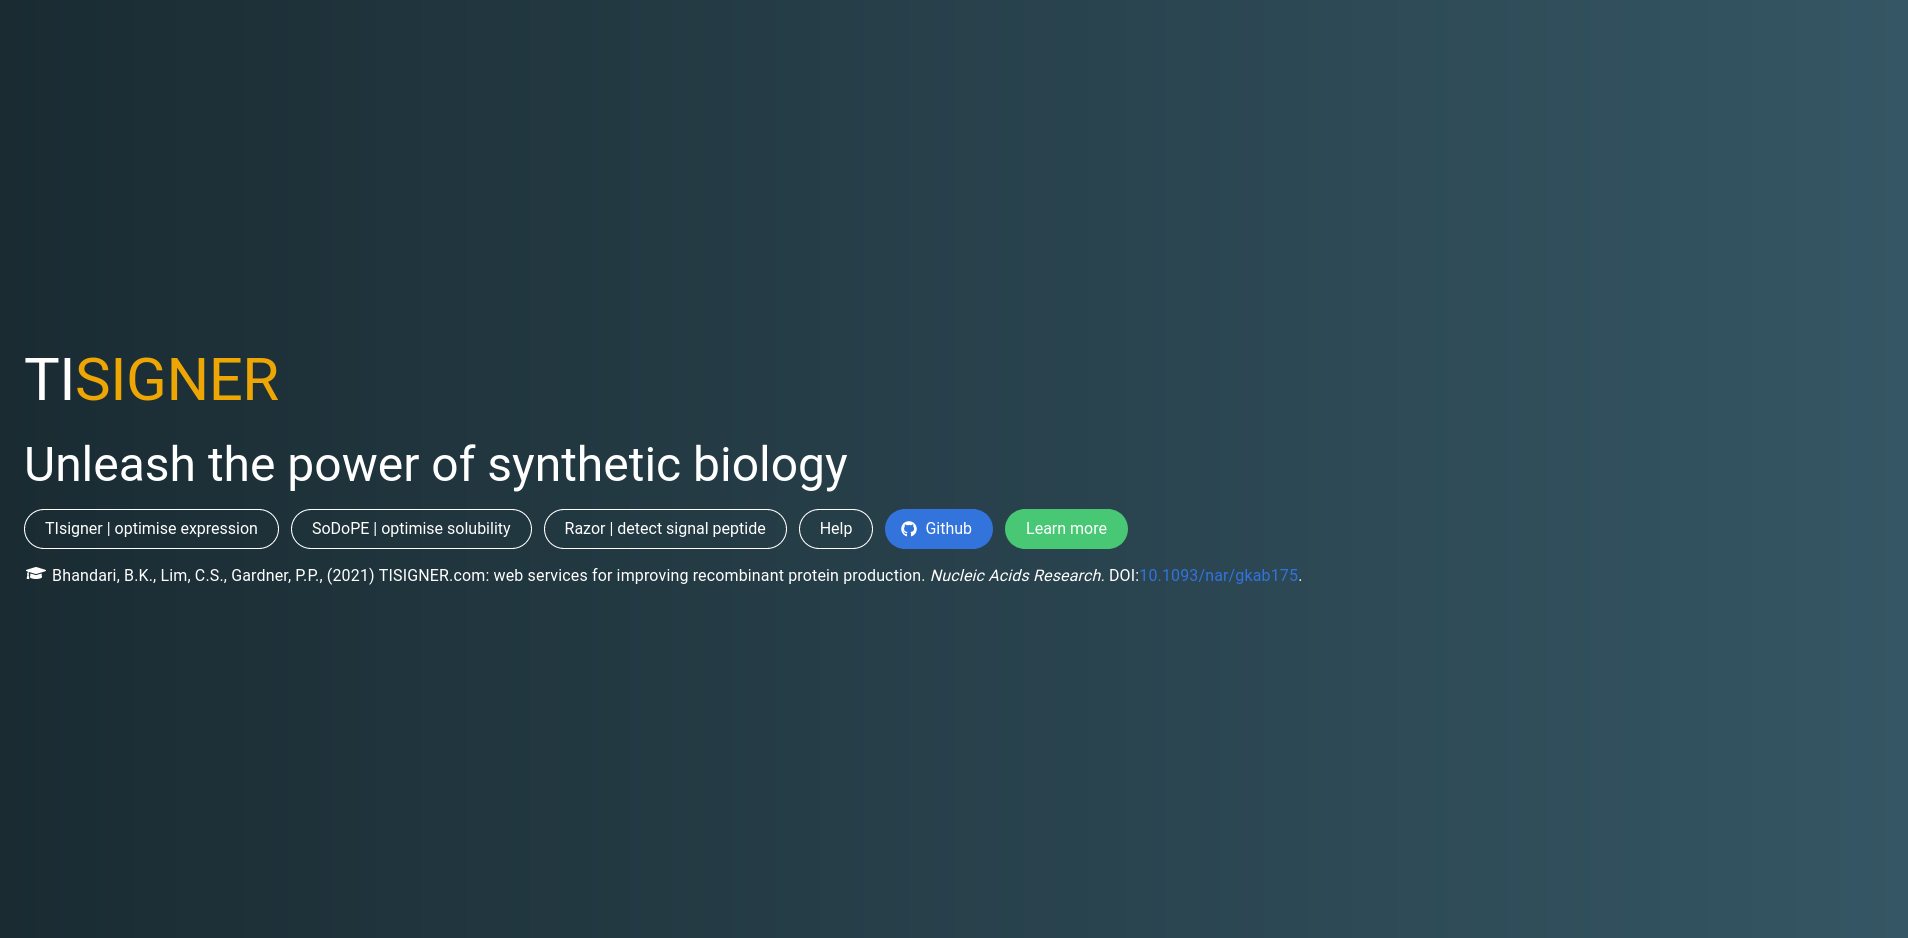 TISIGNER
Unleash the power of synthetic biology
TIsigner | optimise expression SoDoPE | optimise solubility Razor | detect signal peptide Help Github Learn more
Bhandari, B.K., Lim, C.S., Gardner, P.P., (2021) TISIGNER.com: web services for improving recombinant protein production. Nucleic Acids Research. DOI:10.1093/nar/gkab175.